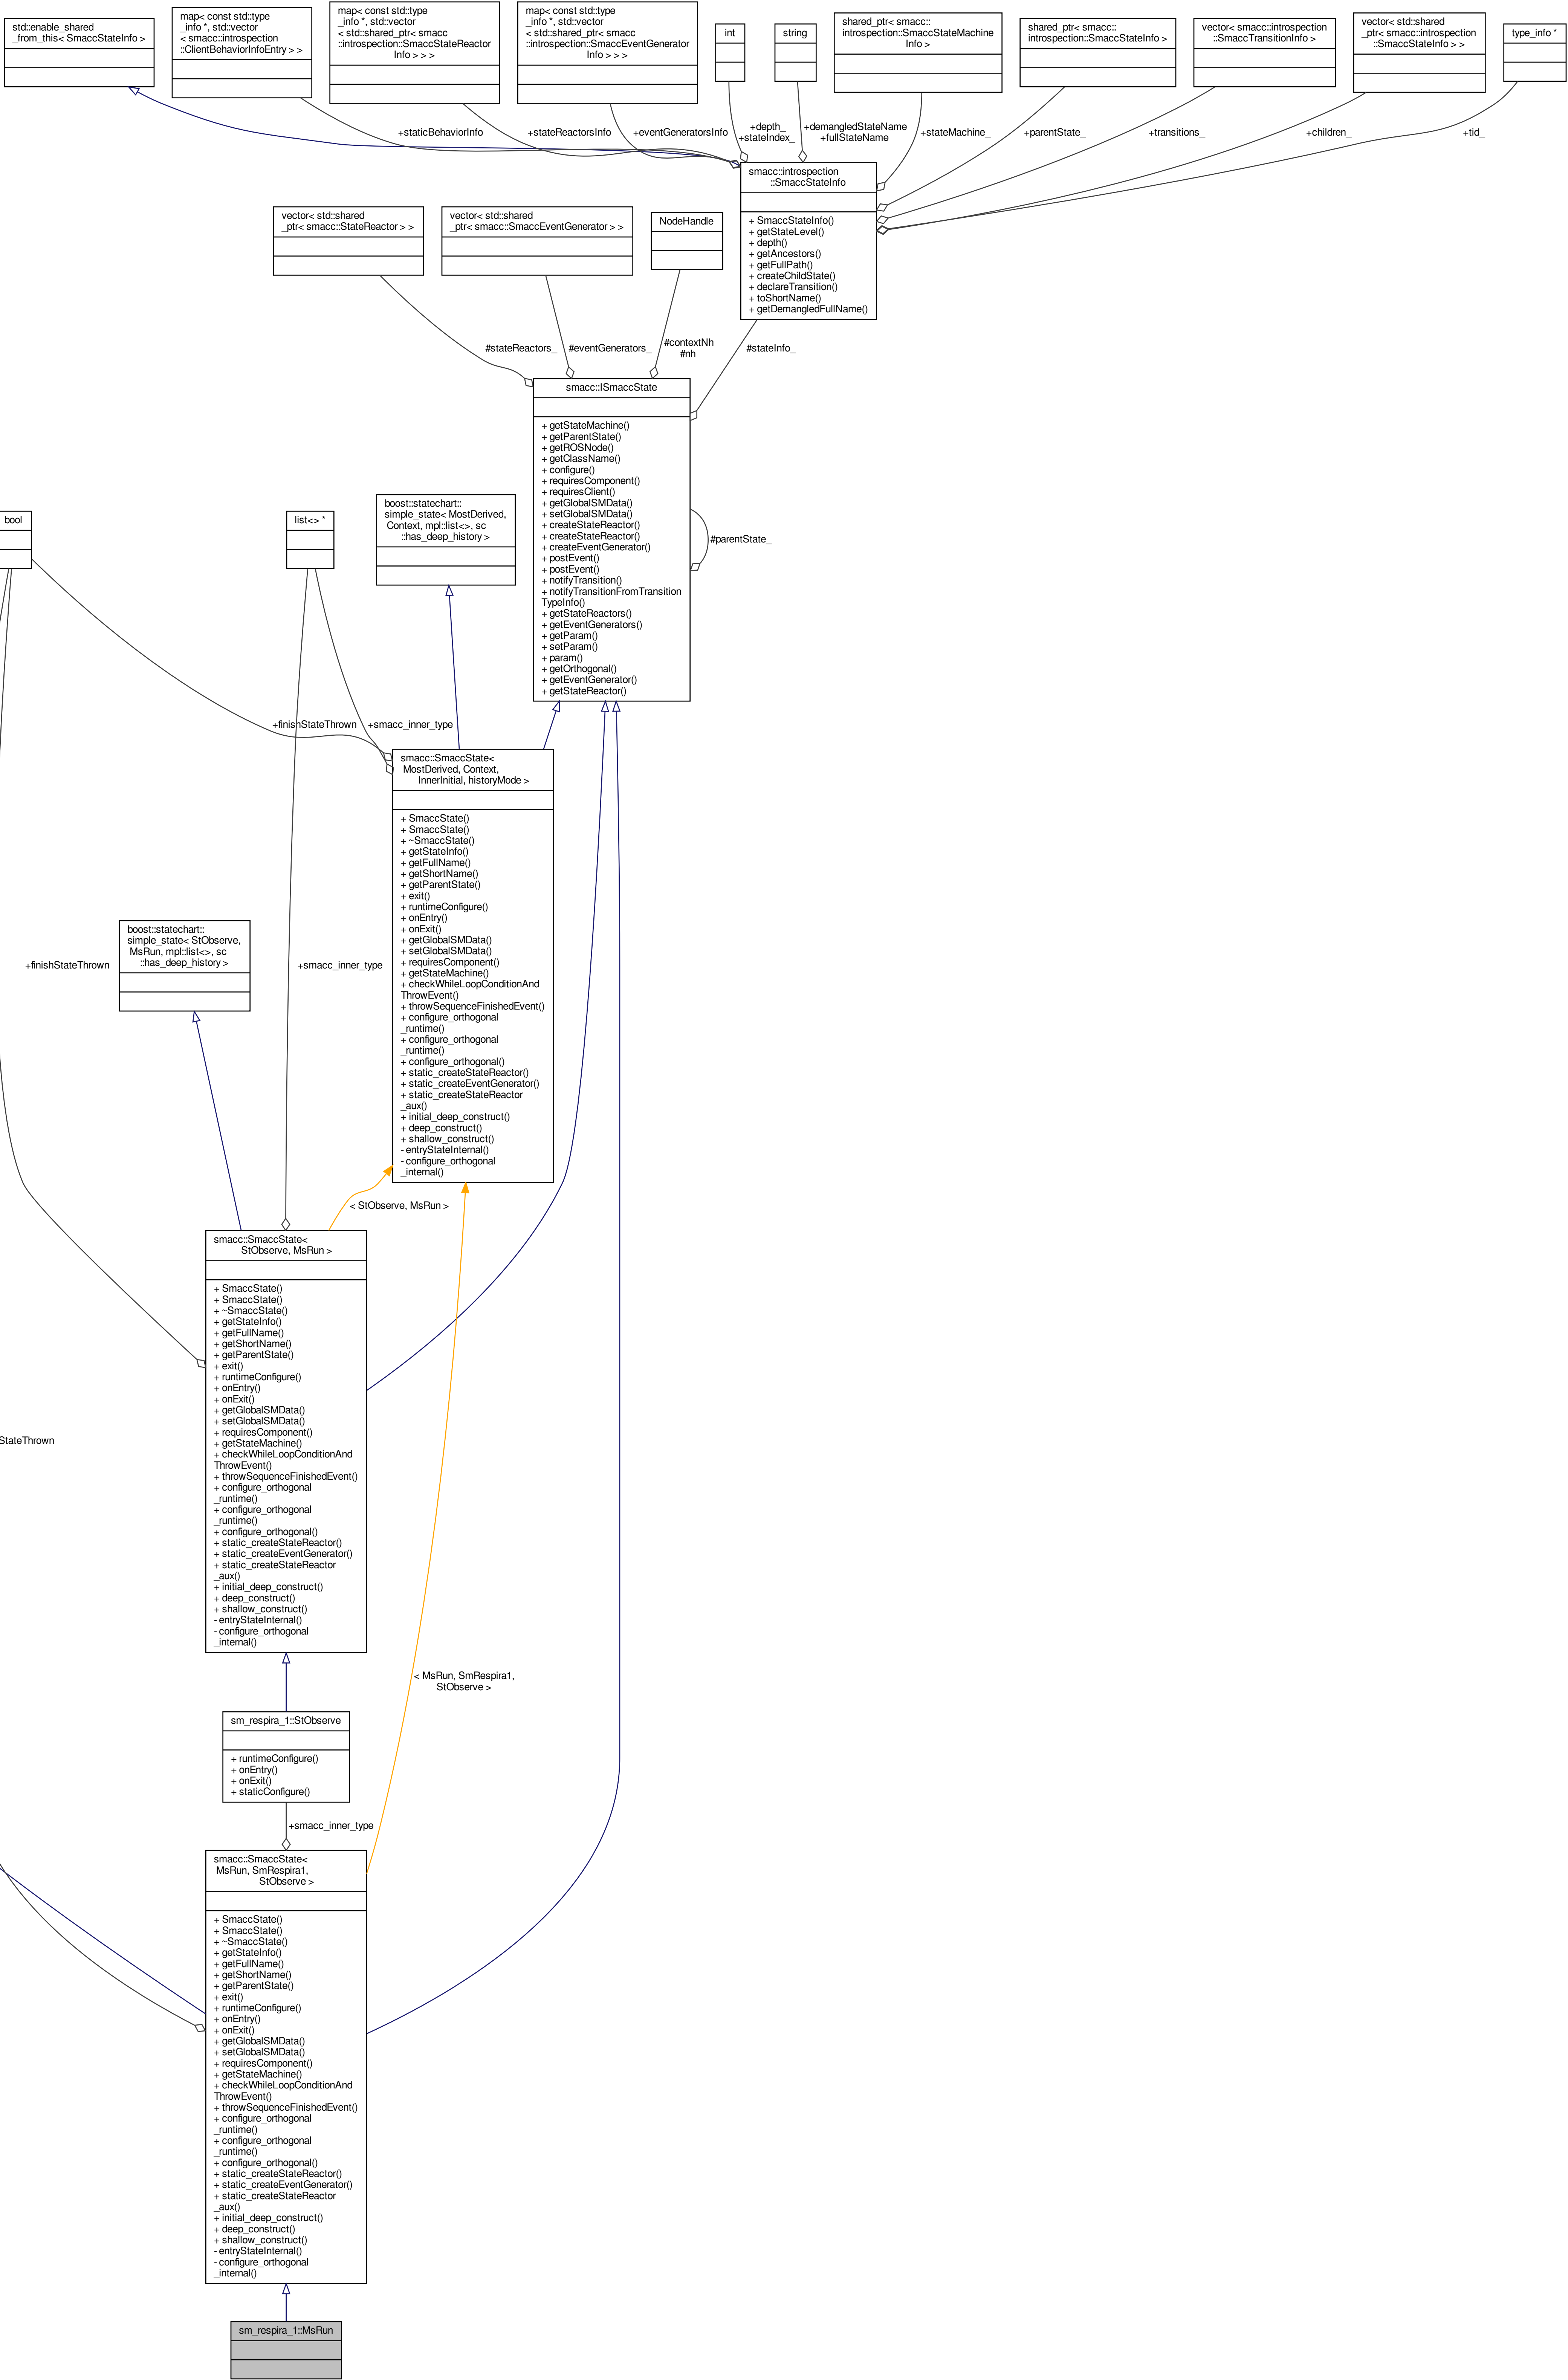 std::enable_shared
_from_this< SmaccStateInfo >
map< const std::type
_info *, std::vector
< smacc::introspection
::ClientBehaviorInfoEntry > >
map< const std::type
_info *, std::vector
< std::shared_ptr< smacc
::introspection::SmaccStateReactor
Info > > >
map< const std::type
_info *, std::vector
< std::shared_ptr< smacc
::introspection::SmaccEventGenerator
Info > > >
int
string
shared_ptr< smacc::
introspection::SmaccStateMachine
Info >
shared_ptr< smacc::
introspection::SmaccStateInfo >
vector< smacc::introspection
::SmaccTransitionInfo >
vector< std::shared
_ptr< smacc::introspection
::SmaccStateInfo > >
type_info *
+staticBehaviorInfo
+stateReactorsInfo
+eventGeneratorsInfo
+depth_
+stateIndex_
+demangledStateName
+fullStateName
+stateMachine_
+parentState_
+transitions_
+children_
+tid_
smacc::introspection
::SmaccStateInfo
+ SmaccStateInfo()
+ getStateLevel()
+ depth()
+ getAncestors()
+ getFullPath()
+ createChildState()
+ declareTransition()
+ toShortName()
+ getDemangledFullName()
vector< std::shared
_ptr< smacc::StateReactor > >
vector< std::shared
_ptr< smacc::SmaccEventGenerator > >
NodeHandle
#stateReactors_
#eventGenerators_
#contextNh
#nh
#stateInfo_
smacc::ISmaccState
+ getStateMachine()
+ getParentState()
+ getROSNode()
+ getClassName()
+ configure()
+ requiresComponent()
+ requiresClient()
+ getGlobalSMData()
+ setGlobalSMData()
+ createStateReactor()
+ createStateReactor()
+ createEventGenerator()
+ postEvent()
+ postEvent()
+ notifyTransition()
+ notifyTransitionFromTransition
TypeInfo()
+ getStateReactors()
+ getEventGenerators()
+ getParam()
+ setParam()
+ param()
+ getOrthogonal()
+ getEventGenerator()
+ getStateReactor()
#parentState_
bool
list<> *
boost::statechart::
simple_state< MostDerived,
Context, mpl::list<>, sc
::has_deep_history >
+finishStateThrown
+smacc_inner_type
smacc::SmaccState<
MostDerived, Context,
InnerInitial, historyMode >
+ SmaccState()
+ SmaccState()
+ ~SmaccState()
+ getStateInfo()
+ getFullName()
+ getShortName()
+ getParentState()
+ exit()
+ runtimeConfigure()
+ onEntry()
+ onExit()
+ getGlobalSMData()
+ setGlobalSMData()
+ requiresComponent()
+ getStateMachine()
+ checkWhileLoopConditionAnd
ThrowEvent()
+ throwSequenceFinishedEvent()
+ configure_orthogonal
_runtime()
+ configure_orthogonal
_runtime()
+ configure_orthogonal()
+ static_createStateReactor()
+ static_createEventGenerator()
+ static_createStateReactor
_aux()
+ initial_deep_construct()
+ deep_construct()
+ shallow_construct()
- entryStateInternal()
- configure_orthogonal
_internal()
boost::statechart::
simple_state< StObserve,
MsRun, mpl::list<>, sc
::has_deep_history >
+finishStateThrown
+smacc_inner_type
< StObserve, MsRun >
smacc::SmaccState<
StObserve, MsRun >
+ SmaccState()
+ SmaccState()
+ ~SmaccState()
+ getStateInfo()
+ getFullName()
+ getShortName()
+ getParentState()
+ exit()
+ runtimeConfigure()
+ onEntry()
+ onExit()
+ getGlobalSMData()
+ setGlobalSMData()
+ requiresComponent()
+ getStateMachine()
+ checkWhileLoopConditionAnd
ThrowEvent()
+ throwSequenceFinishedEvent()
+ configure_orthogonal
_runtime()
+ configure_orthogonal
_runtime()
+ configure_orthogonal()
+ static_createStateReactor()
+ static_createEventGenerator()
+ static_createStateReactor
_aux()
+ initial_deep_construct()
+ deep_construct()
+ shallow_construct()
- entryStateInternal()
- configure_orthogonal
_internal()
StateThrown
< MsRun, SmRespira1,
StObserve >
sm_respira_1::StObserve
+ runtimeConfigure()
+ onEntry()
+ onExit()
+ staticConfigure()
+smacc_inner_type
smacc::SmaccState<
MsRun, SmRespira1,
StObserve >
+ SmaccState()
+ SmaccState()
+ ~SmaccState()
+ getStateInfo()
+ getFullName()
+ getShortName()
+ getParentState()
+ exit()
+ runtimeConfigure()
+ onEntry()
+ onExit()
+ getGlobalSMData()
+ setGlobalSMData()
+ requiresComponent()
+ getStateMachine()
+ checkWhileLoopConditionAnd
ThrowEvent()
+ throwSequenceFinishedEvent()
+ configure_orthogonal
_runtime()
+ configure_orthogonal
_runtime()
+ configure_orthogonal()
+ static_createStateReactor()
+ static_createEventGenerator()
+ static_createStateReactor
_aux()
+ initial_deep_construct()
+ deep_construct()
+ shallow_construct()
- entryStateInternal()
- configure_orthogonal
_internal()
sm_respira_1::MsRun